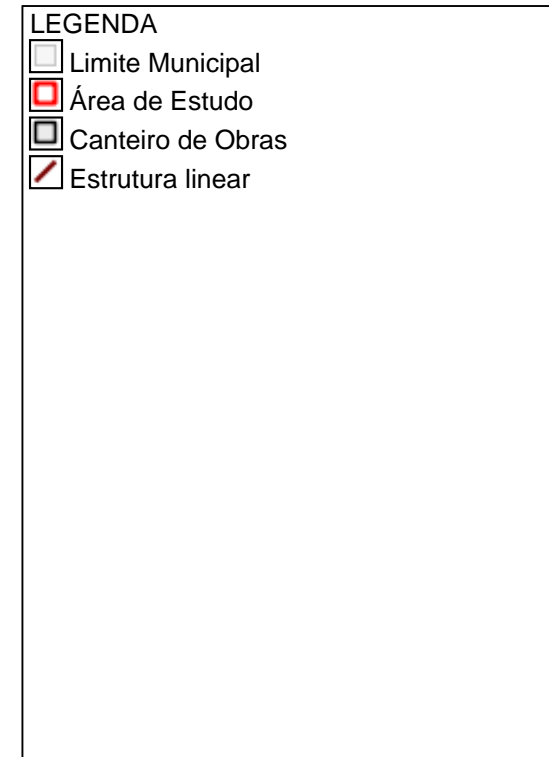 LEGENDA
Limite Municipal
Área de Estudo
Canteiro de Obras
Estrutura linear